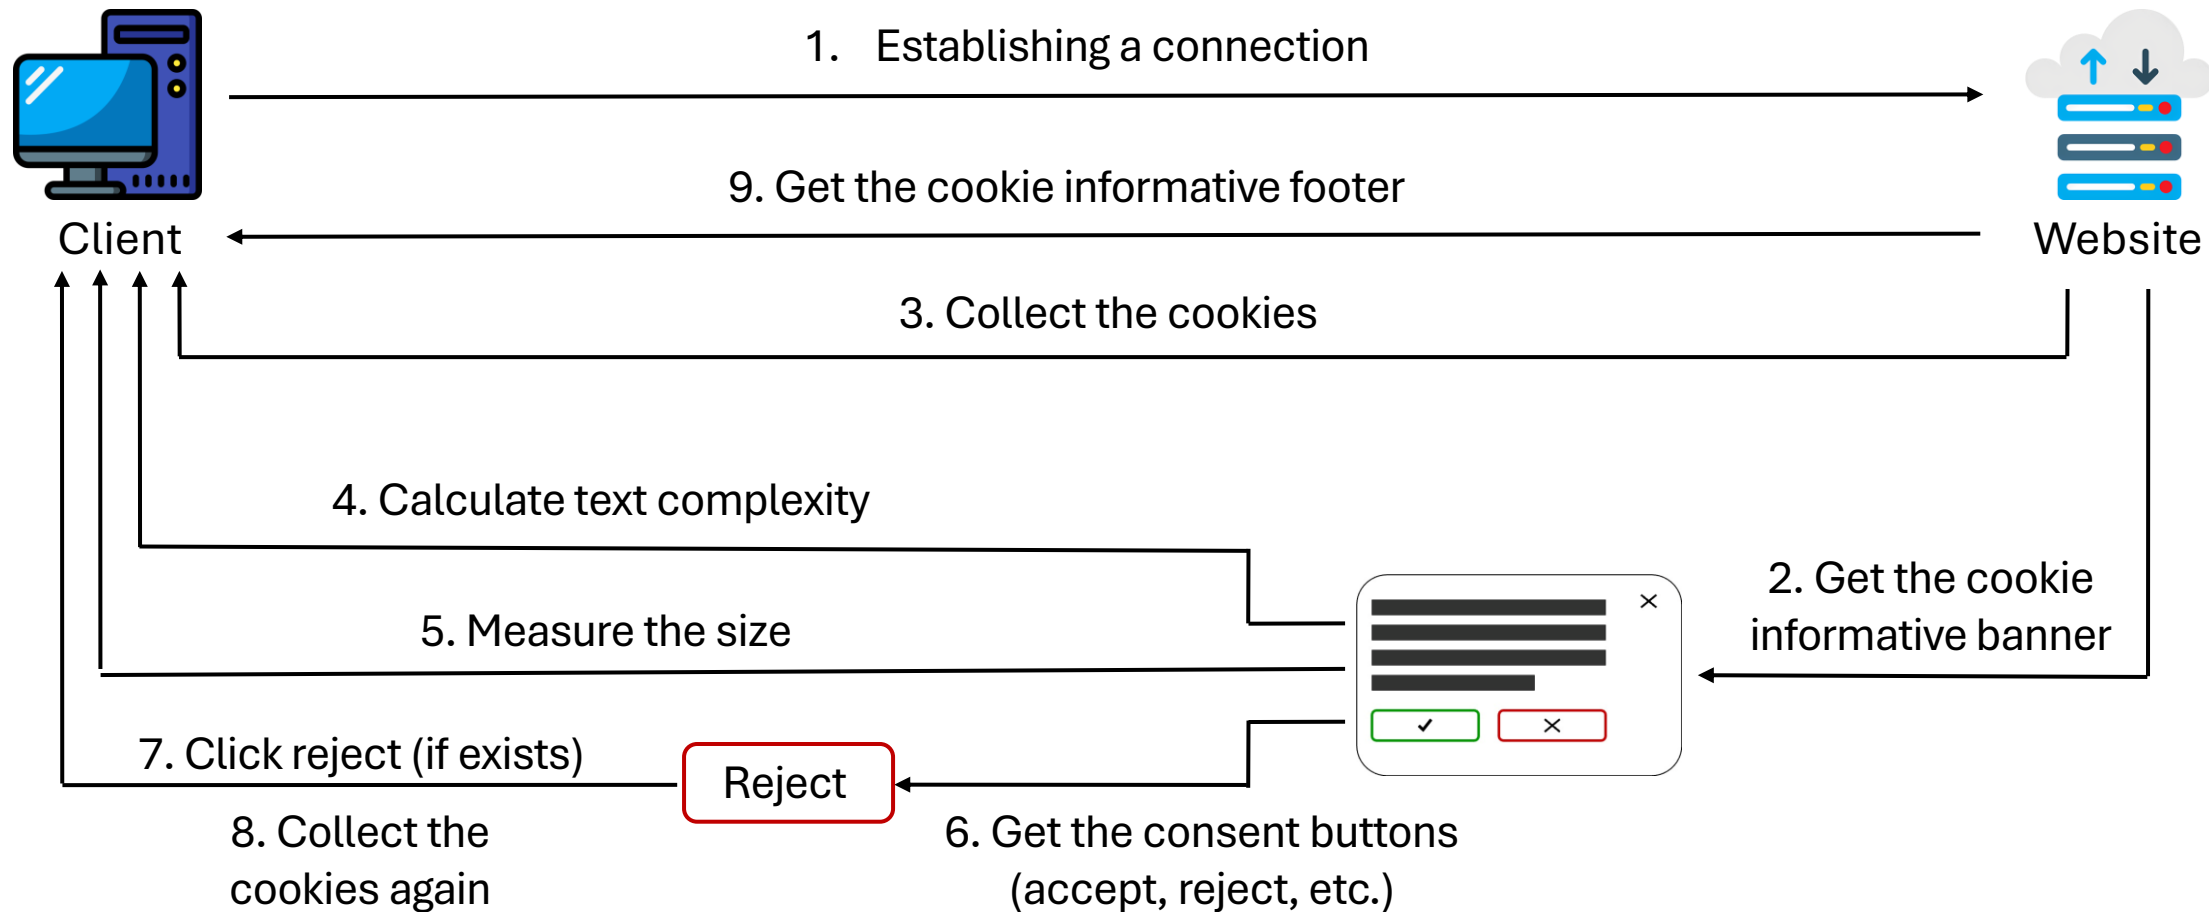 1. Establishing a connection
9. Get the cookie informative footer
Client
Website
3. Collect the cookies
4. Calculate text complexity
2. Get the cookie
informative banner
5. Measure the size
7. Click reject (if exists)
Reject
8. Collect the
cookies again
6. Get the consent buttons
(accept, reject, etc.)